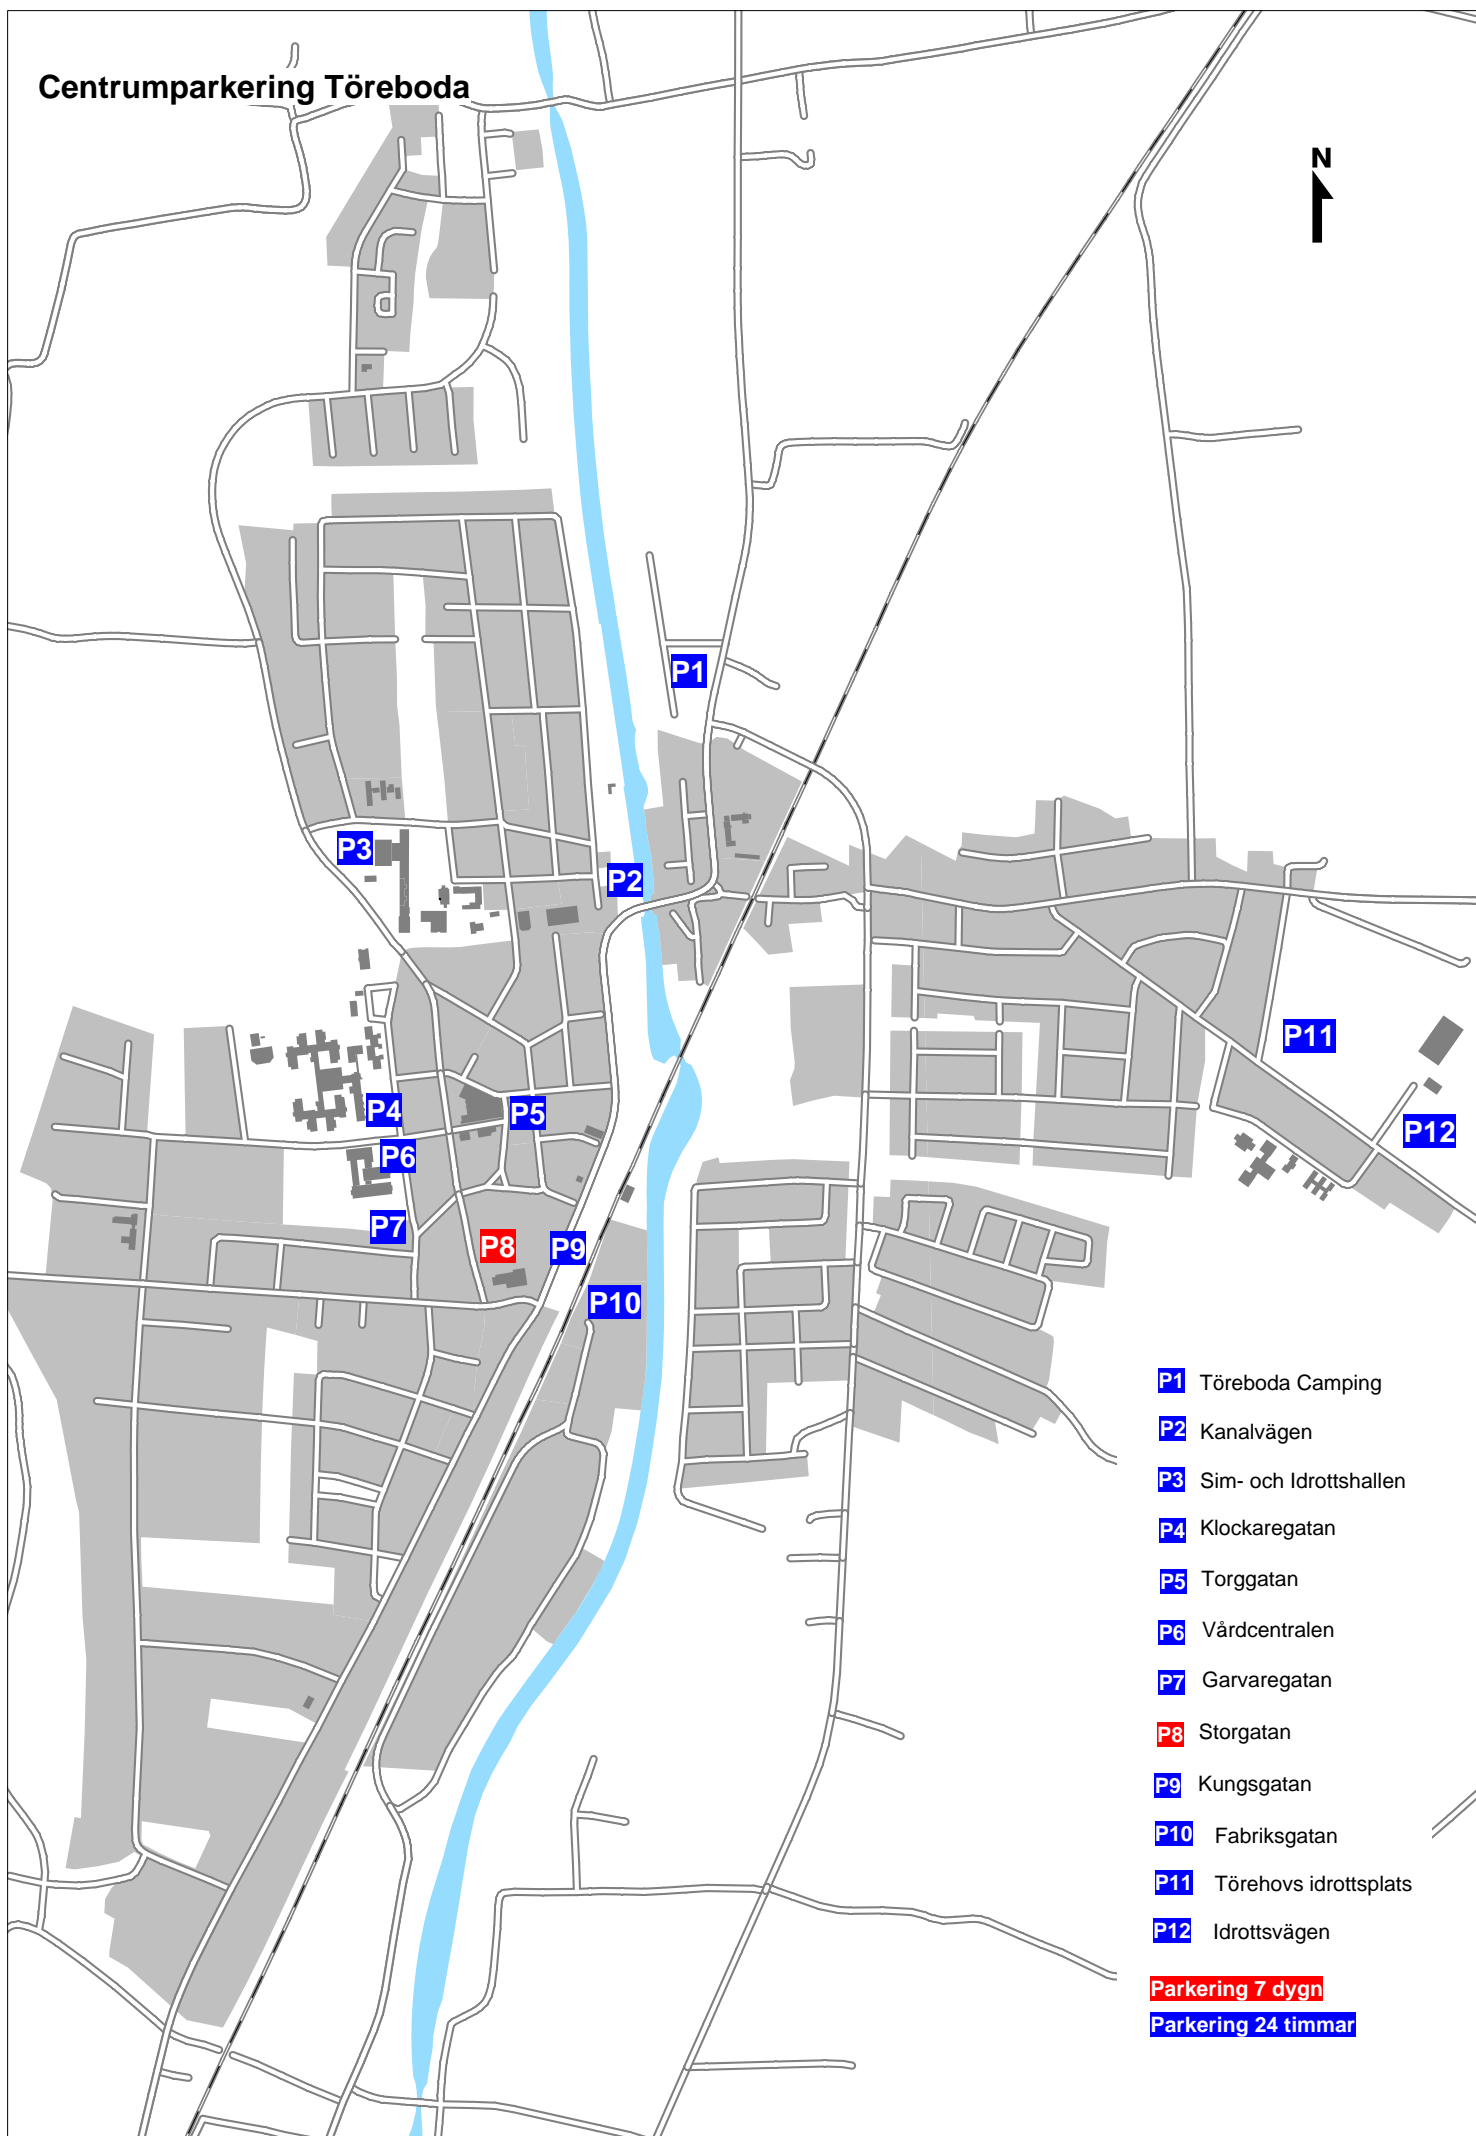 Centrumparkering Töreboda
N
P1
P3
P2
P11
P4
P5
P12
P6
P7
P8
P9
P10
P1 Töreboda Camping
P2 Kanalvägen
P3 Sim- och Idrottshallen
P4 Klockaregatan
P5 Torggatan
P6 Vårdcentralen
P7 Garvaregatan
P8 Storgatan
P9 Kungsgatan
P10 Fabriksgatan
P11 Törehovs idrottsplats
P12 Idrottsvägen
Parkering 7 dygn
Parkering 24 timmar